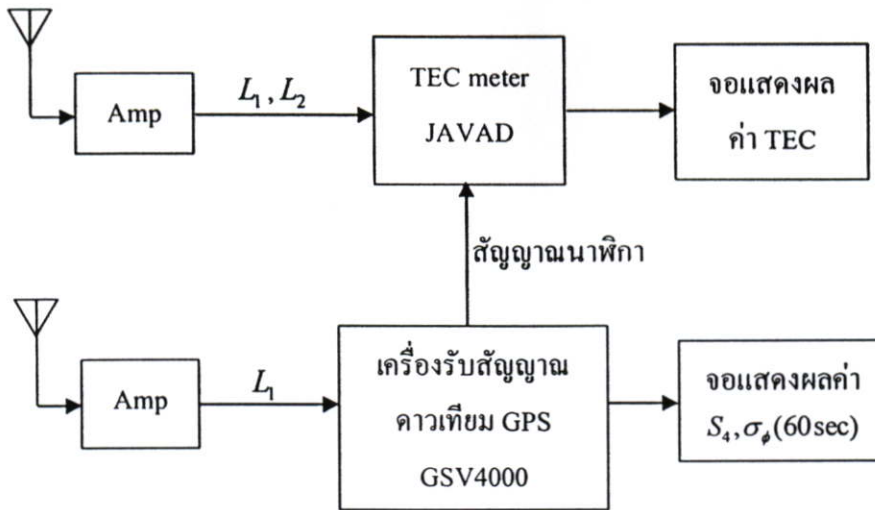 Amp
L₁, L₂
TEC meter
JAVAD
จอแสดงผล
ค่า TEC
สัญญาณนาฬิกา
Amp
L₁
เครื่องรับสัญญาณ
ดาวเทียม GPS
GSV4000
จอแสดงผลค่า
S₄, σ_ϕ (60sec)